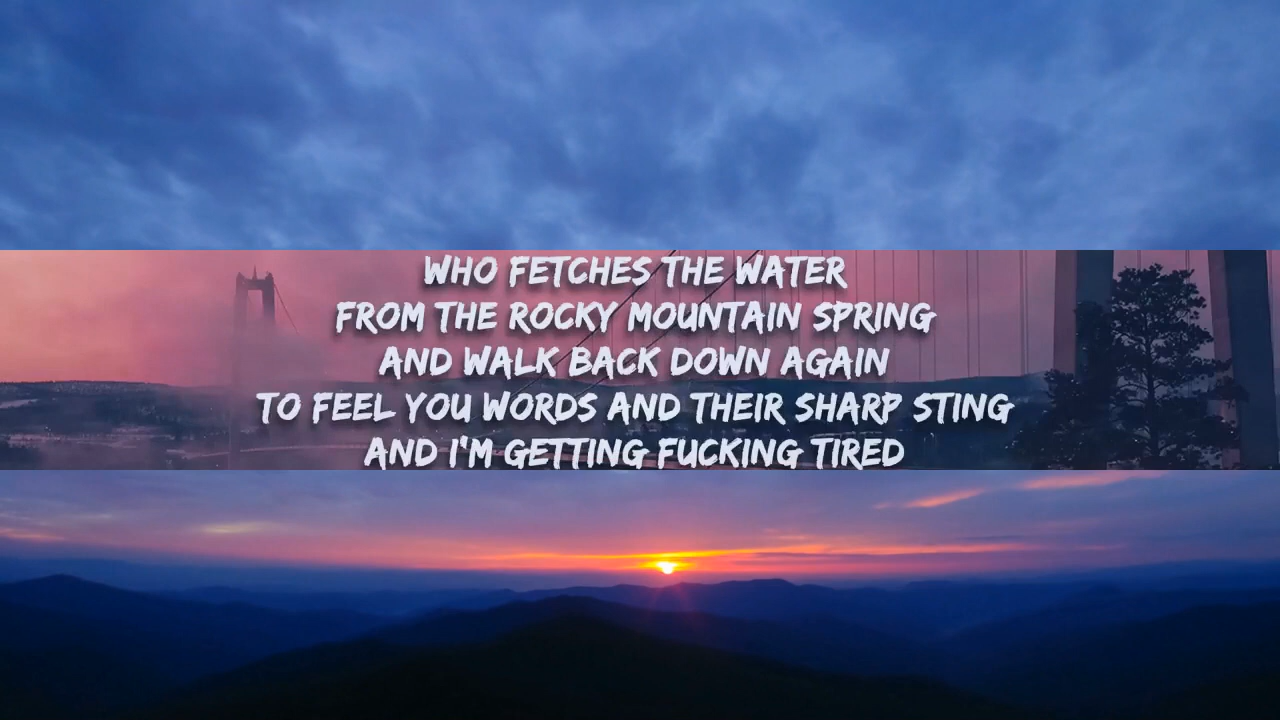 WHO FETCHES THE WATER
FROM THE ROCKY MOUNTAIN SPRING
AND WALK BACK DOWN AGAIN
TO FEEL YOU WORDS AND THEIR SHARP STING
AND I'M GETTING FUCKING TIRED